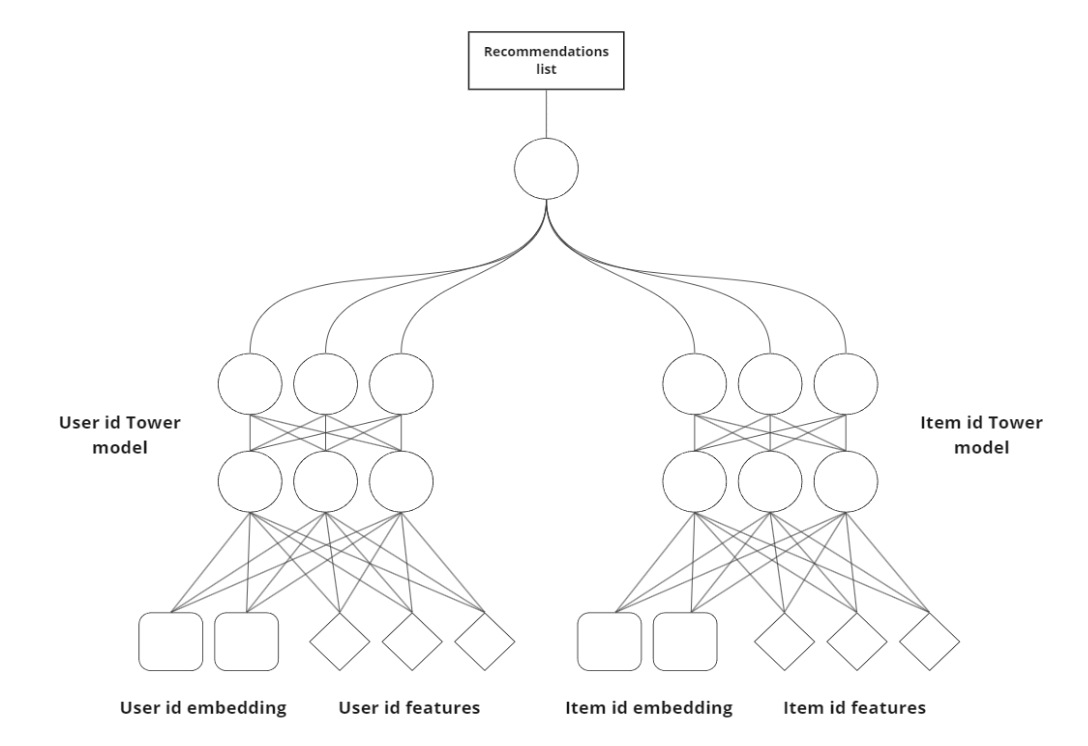 Recommendations
list
User id Tower
model
Item id Tower
model
User id embedding
User id features
Item id embedding
Item id features